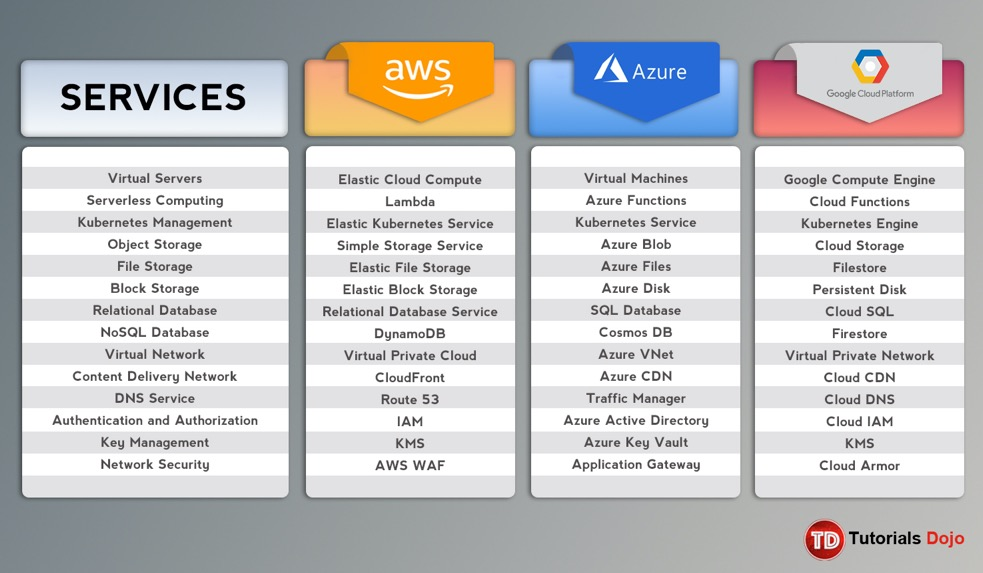 SERVICES
aws
Azure
Google Cloud Platform
Virtual Servers Elastic Cloud Compute Virtual Machines Google Compute Engine
Serverless Computing Lambda Azure Functions Cloud Functions
Kubernetes Management Elastic Kubernetes Service Kubernetes Service Kubernetes Engine
Object Storage Simple Storage Service Azure Blob Cloud Storage
File Storage Elastic File Storage Azure Files Filestore
Block Storage Elastic Block Storage Azure Disk Persistent Disk
Relational Database Relational Database Service SQL Database Cloud SQL
NoSQL Database DynamoDB Cosmos DB Firestore
Virtual Network Virtual Private Cloud Azure VNet Virtual Private Network
Content Delivery Network CloudFront Azure CDN Cloud CDN
DNS Service Route 53 Traffic Manager Cloud DNS
Authentication and Authorization IAM Azure Active Directory Cloud IAM
Key Management KMS Azure Key Vault KMS
Network Security AWS WAF Application Gateway Cloud Armor
TD Tutorials Dojo